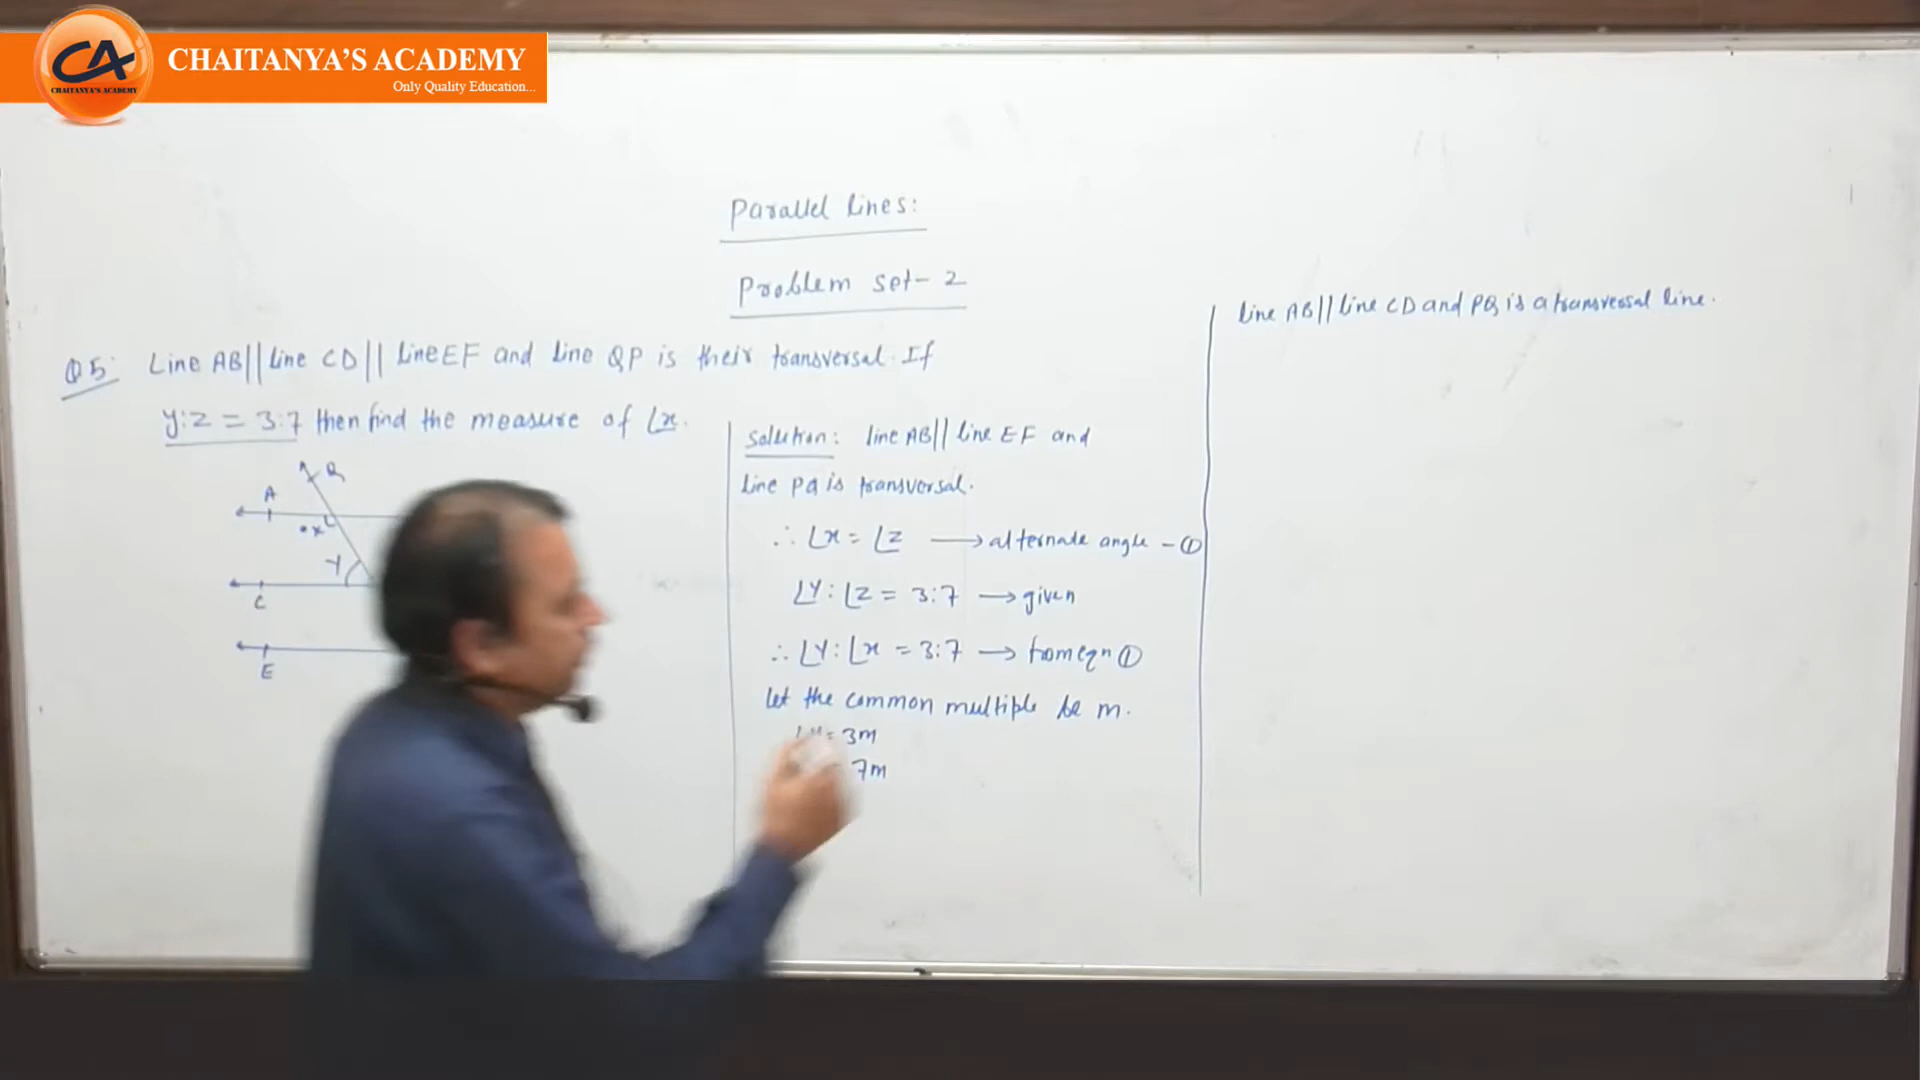 CHAITANYA'S ACADEMY
Only Quality Education...
CA
CHAITANYA'S ACADEMY
Parallel Lines:
Problem set-2
Q5: Line AB||line CD||line EF and line QP is their transversal. If
y:z = 3:7 then find the measure of ∠x.
Q
A
x
y
C
E
Solution: line AB||line EF and
line PQ is transversal.
∴ ∠x = ∠z → alternate angle - ①
∠y : ∠z = 3:7 → given
∴ ∠y : ∠x = 3:7 → from eqn ①
let the common multiple be m.
= 3m
7m
line AB||line CD and PQ is a transversal line.